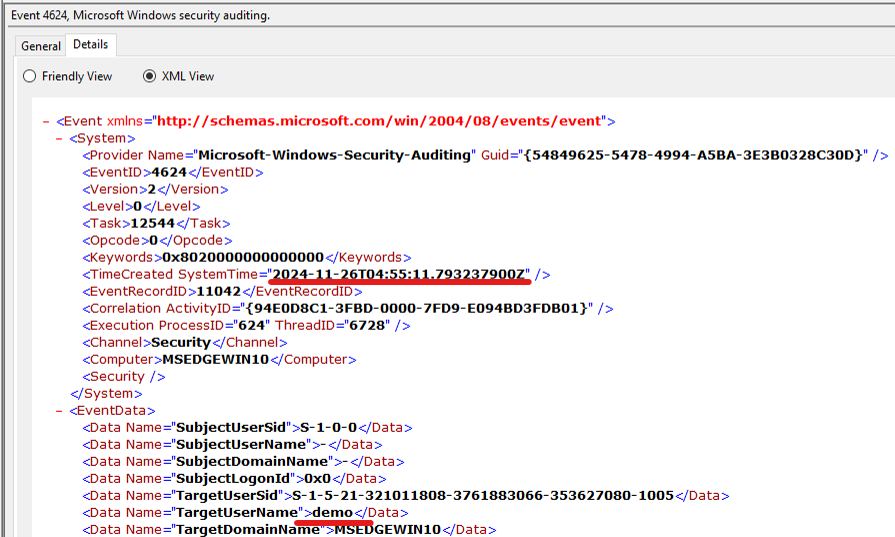 Event 4624, Microsoft Windows security auditing.
General Details
Friendly View XML View
- <Event xmlns="http://schemas.microsoft.com/win/2004/08/events/event">
- <System>
<Provider Name="Microsoft-Windows-Security-Auditing" Guid="{54849625-5478-4994-A5BA-3E3B0328C30D}" />
<EventID>4624</EventID>
<Version>2</Version>
<Level>0</Level>
<Task>12544</Task>
<Opcode>0</Opcode>
<Keywords>0x8020000000000000</Keywords>
<TimeCreated SystemTime="2024-11-26T04:55:11.793237900Z" />
<EventRecordID>11042</EventRecordID>
<Correlation ActivityID="{94E0D8C1-3FBD-0000-7FD9-E094BD3FDB01}" />
<Execution ProcessID="624" ThreadID="6728" />
<Channel>Security</Channel>
<Computer>MSEDGEWIN10</Computer>
<Security />
</System>
- <EventData>
<Data Name="SubjectUserSid">S-1-0-0</Data>
<Data Name="SubjectUserName">-</Data>
<Data Name="SubjectDomainName">-</Data>
<Data Name="SubjectLogonId">0x0</Data>
<Data Name="TargetUserSid">S-1-5-21-321011808-3761883066-353627080-1005</Data>
<Data Name="TargetUserName">demo</Data>
<Data Name="TargetDomainName">MSEDGEWIN10</Data>